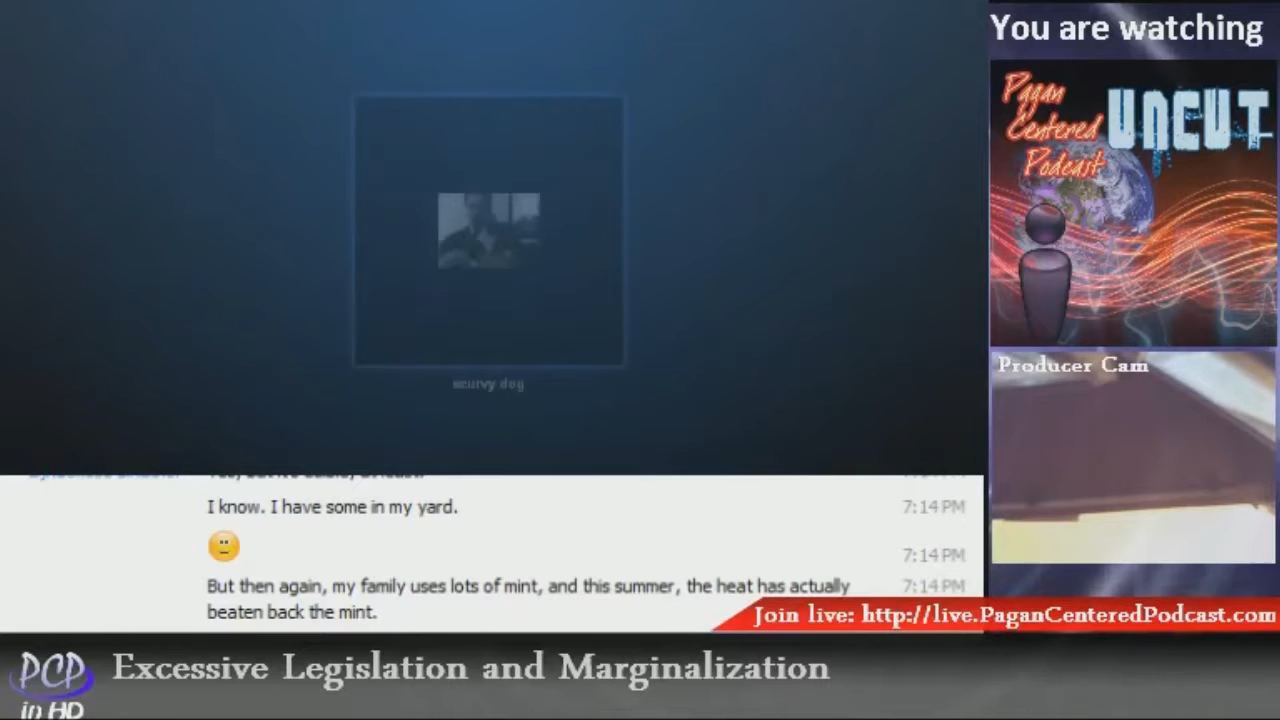 You are watching
Pagan
Centered
Podcast
UNCUT
Producer Cam
scurvy dog
I know. I have some in my yard. 7:14 PM
7:14 PM
But then again, my family uses lots of mint, and this summer, the heat has actually 7:14 PM
beaten back the mint.
Join live: http://live.PaganCenteredPodcast.com
PCP
in HD
Excessive Legislation and Marginalization